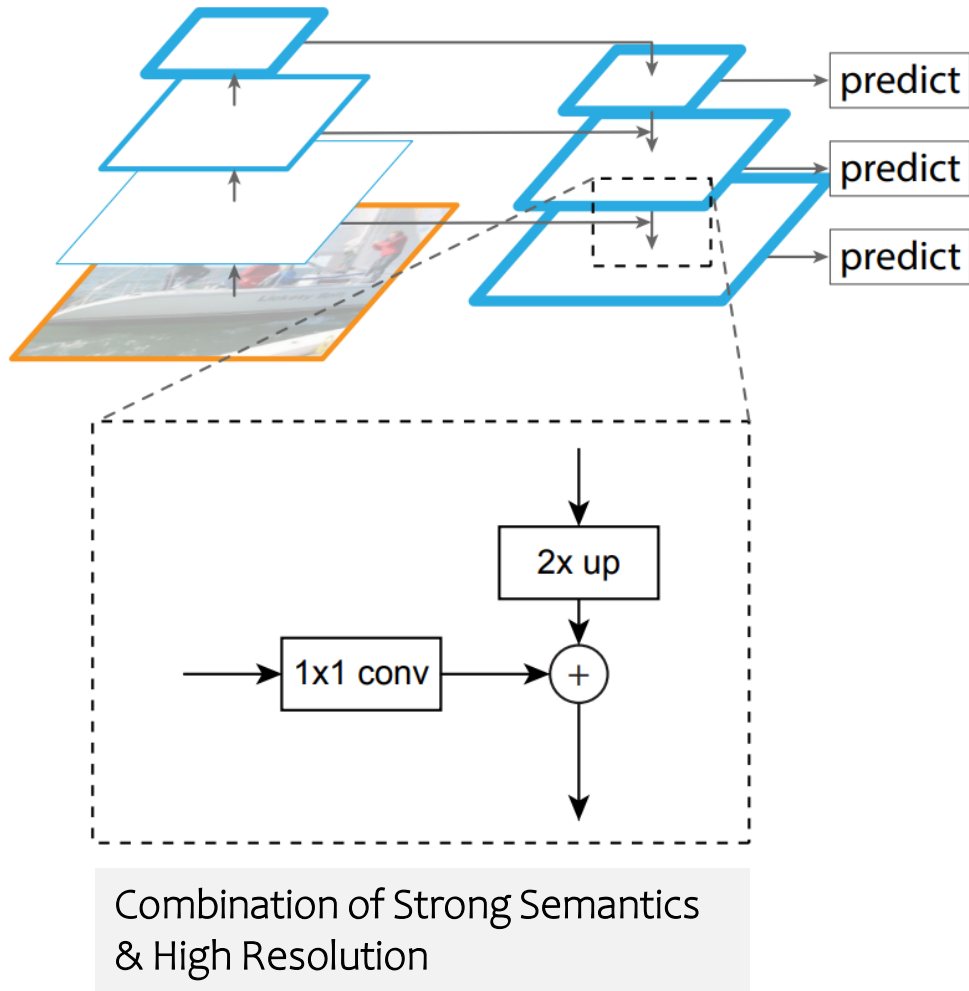 predict
predict
predict
2x up
1x1 conv
+
Combination of Strong Semantics
& High Resolution